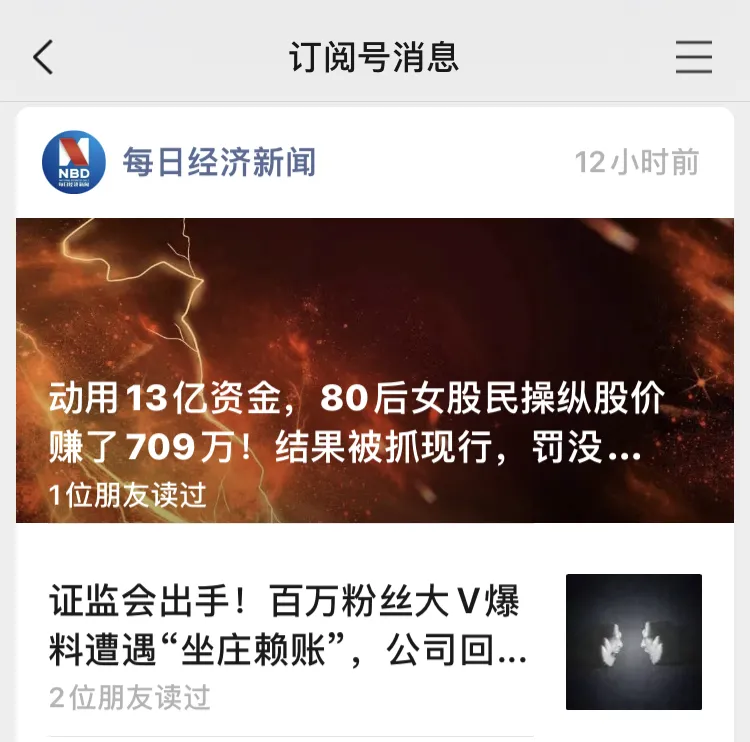 订阅号消息
NBD
每日经济新闻
每日经济新闻
12小时前
动用13亿资金，80后女股民操纵股价
赚了709万！结果被抓现行，罚没...
1位朋友读过
证监会出手！百万粉丝大V爆
料遭遇“坐庄赖账”，公司回...
2位朋友读过